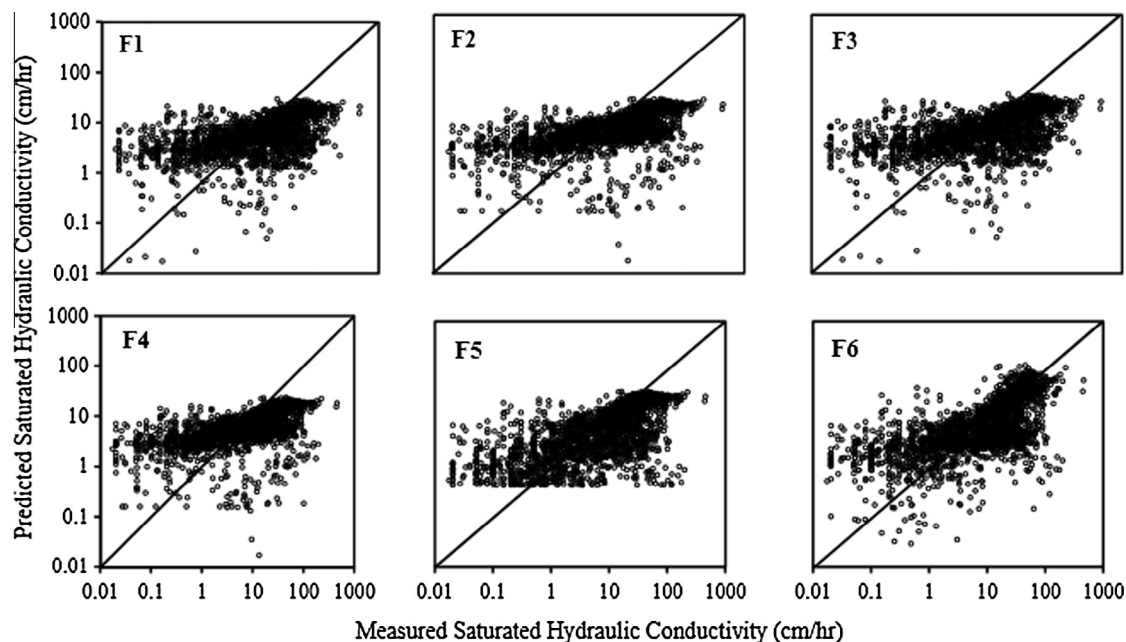 Predicted Saturated Hydraulic Conductivity (cm/hr)
1000
100
10
1
0.1
0.01
F1
F2
F3
1000
100
10
1
0.1
0.01
F4
F5
F6
0.01 0.1 1 10 100 1000
0.01 0.1 1 10 100 1000
0.01 0.1 1 10 100 1000
Measured Saturated Hydraulic Conductivity (cm/hr)